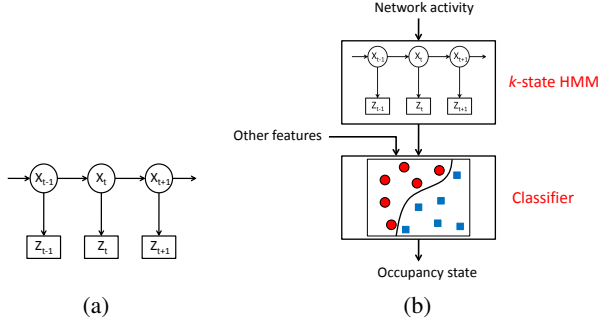 X_{t-1} X_t X_{t+1}
Z_{t-1} Z_t Z_{t+1}
(a)
Network activity
X_{t-1} X_t X_{t+1}
Z_{t-1} Z_t Z_{t+1}
k-state HMM
Other features
Classifier
Occupancy state
(b)